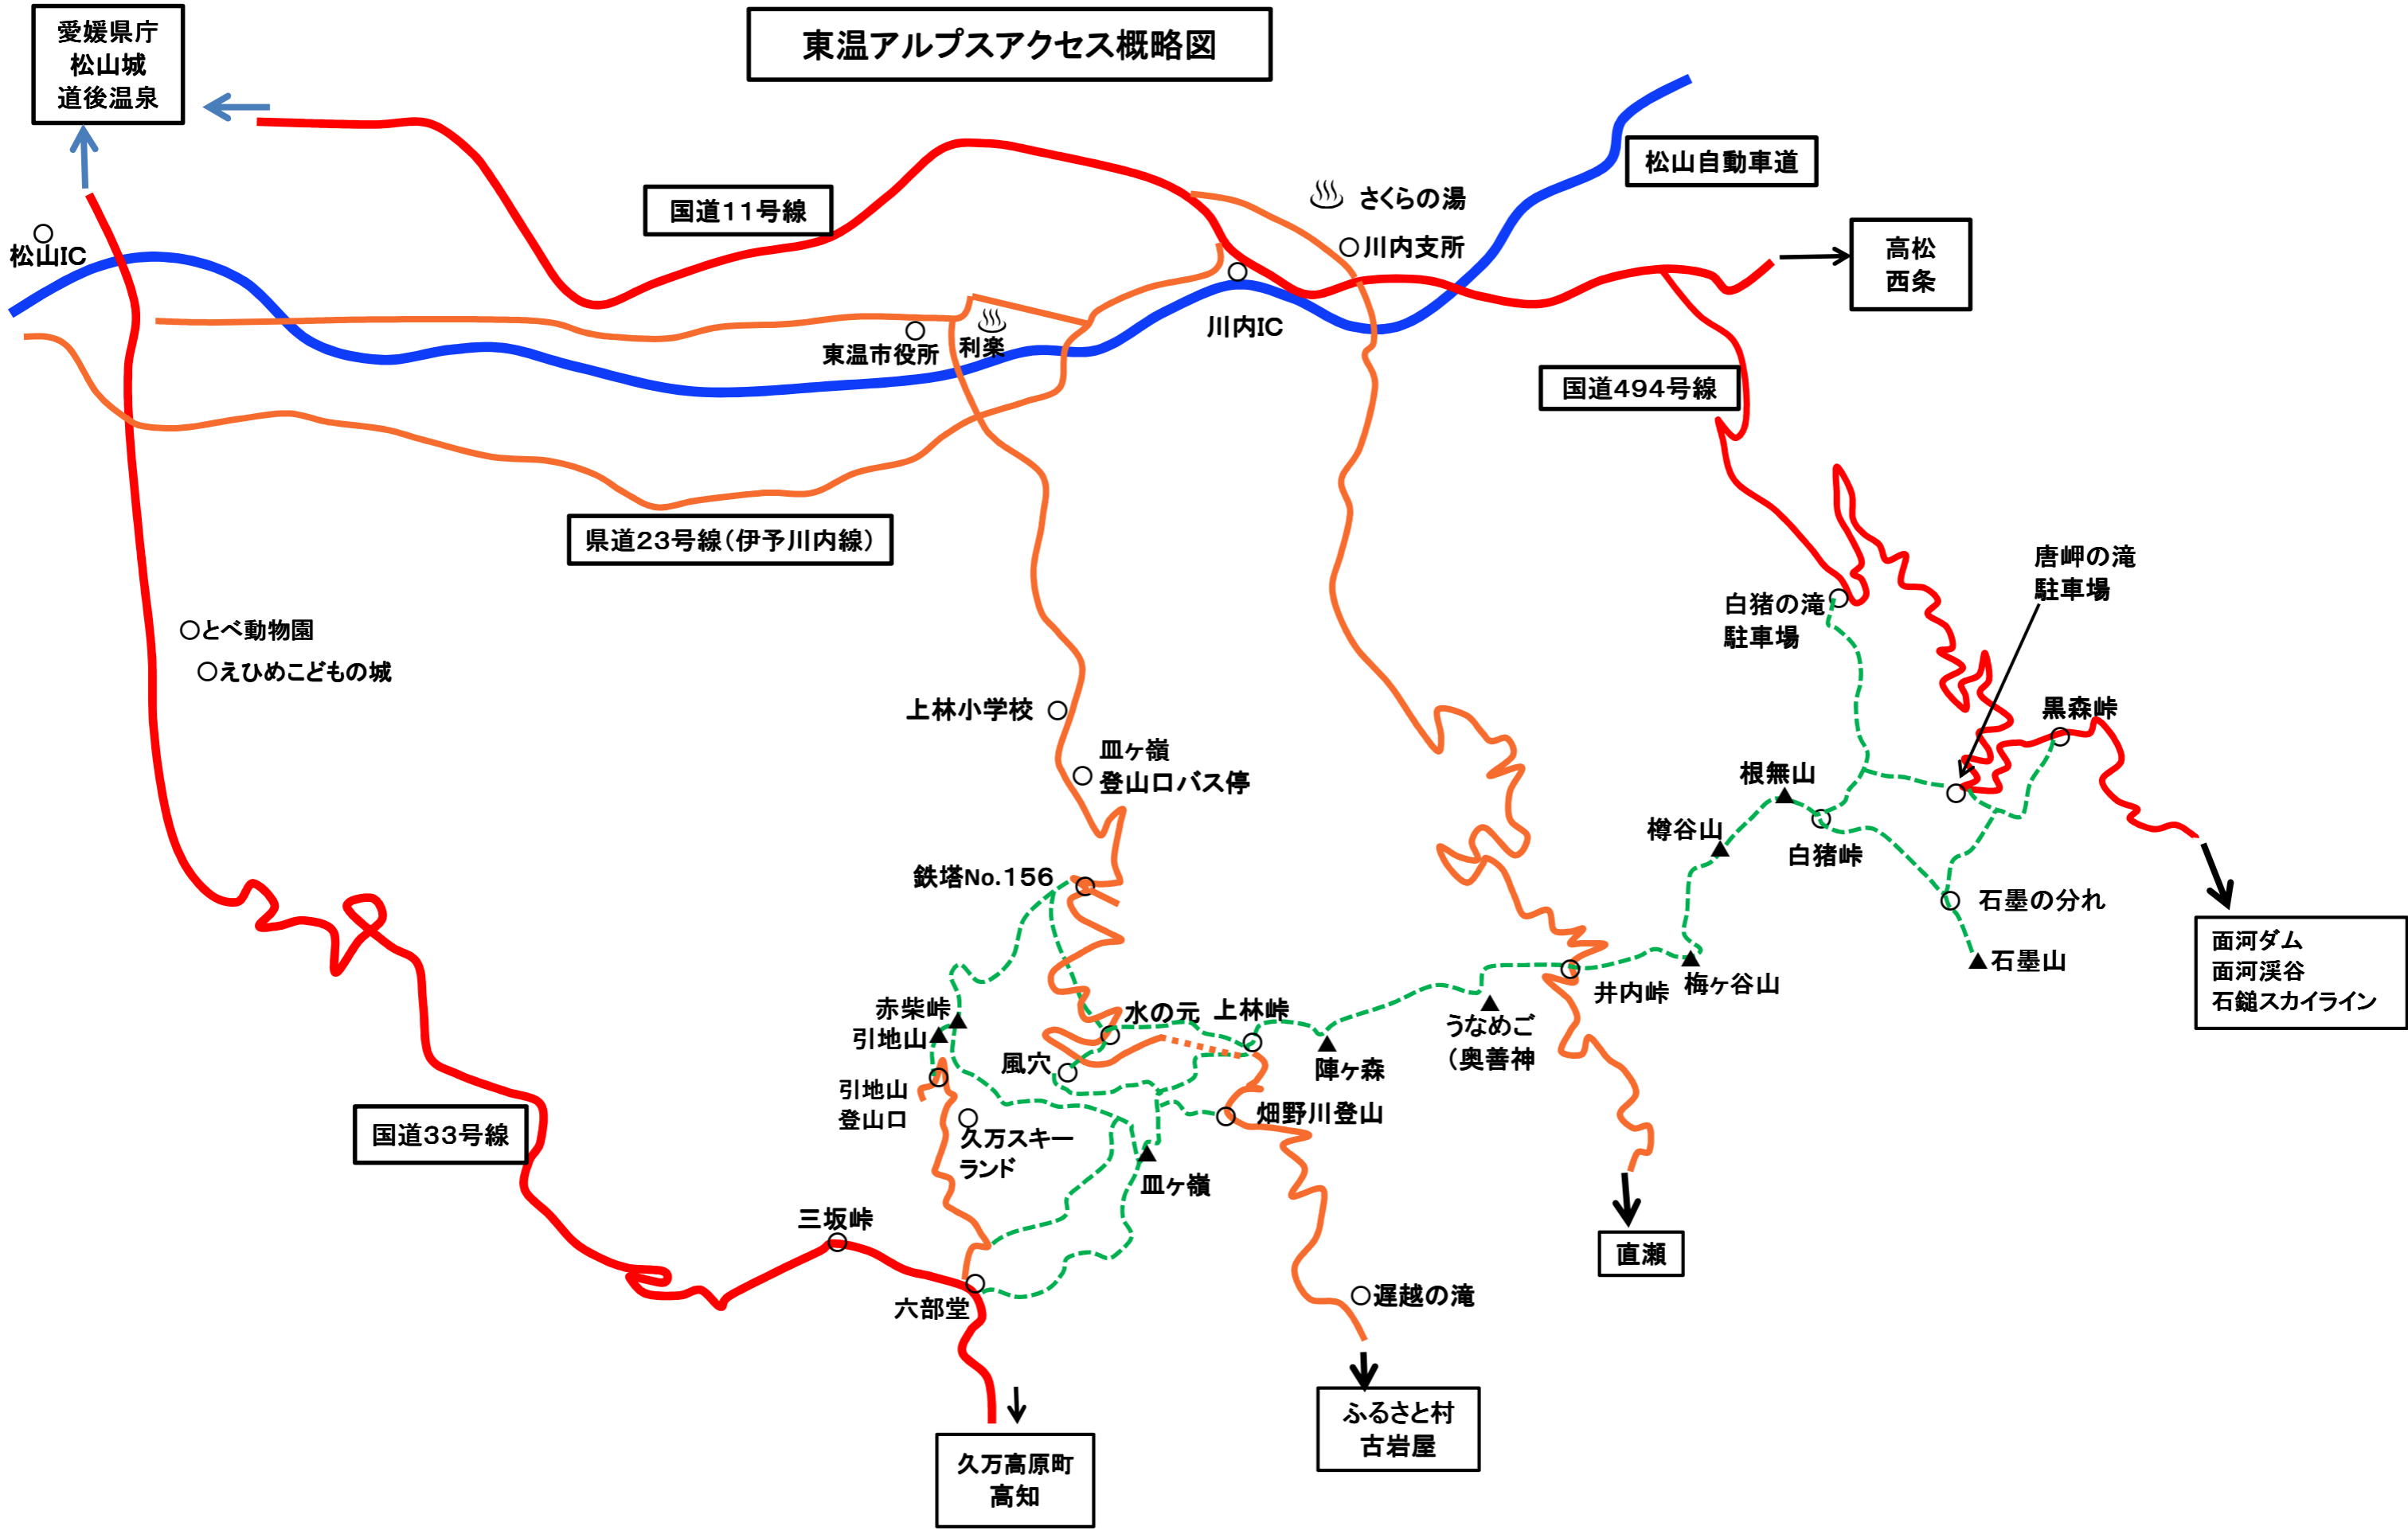 愛媛県庁
松山城
道後温泉
東温アルプスアクセス概略図
松山自動車道
国道11号線
さくらの湯
○川内支所
松山IC
高松
西条
川内IC
東温市役所
利楽
国道494号線
県道23号線(伊予川内線)
唐岬の滝
駐車場
白猪の滝
駐車場
○とべ動物園
○えひめこどもの城
上林小学校
黒森峠
皿ヶ嶺
登山口バス停
根無山
樽谷山
白猪峠
鉄塔No.156
石墨の分れ
面河ダム
面河渓谷
石鎚スカイライン
▲石墨山
井内峠
梅ヶ谷山
赤柴峠
引地山
水の元
上林峠
うなめご
(奥善神
風穴
陣ヶ森
引地山
登山口
久万スキー
ランド
畑野川登山
国道33号線
皿ヶ嶺
三坂峠
直瀬
六部堂
○遅越の滝
ふるさと村
古岩屋
久万高原町
高知